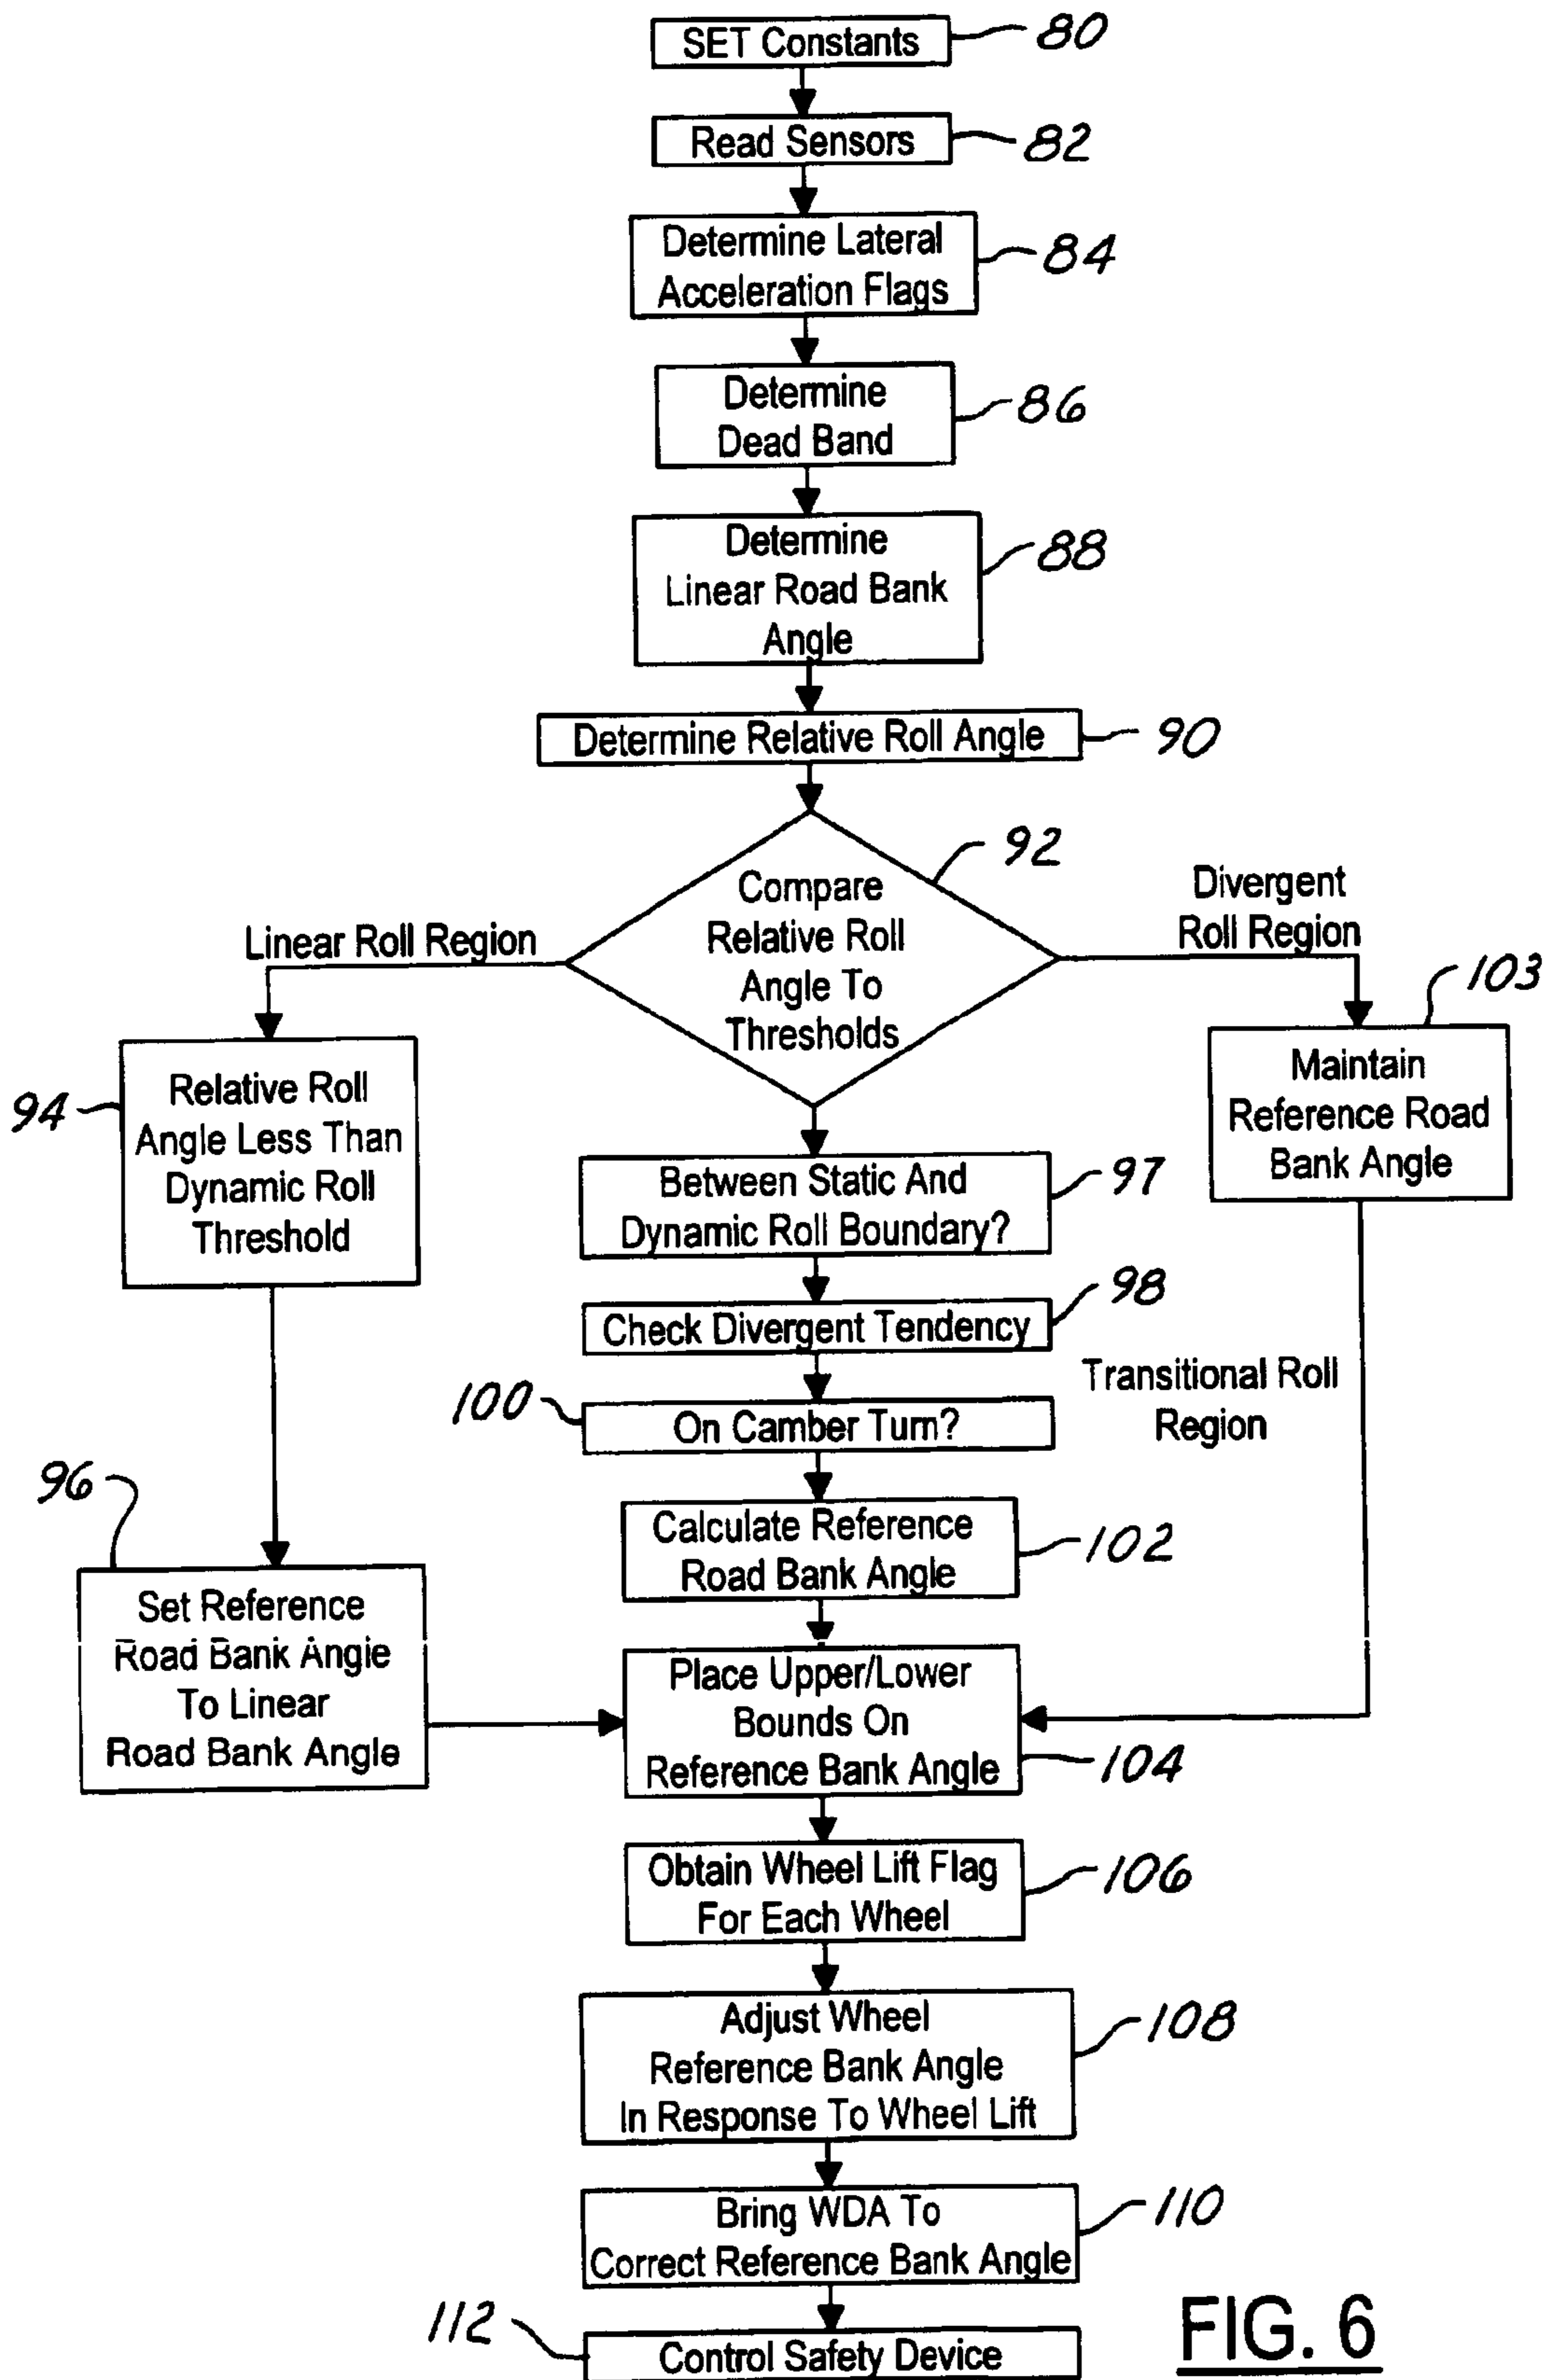 SET Constants
80
Read Sensors
82
Determine Lateral
Acceleration Flags
84
Determine
Dead Band
86
Determine
Linear Road Bank
Angle
88
Determine Relative Roll Angle
90
Compare
Relative Roll
Angle To
Thresholds
92
Linear Roll Region
Divergent
Roll Region
94
Relative Roll
Angle Less Than
Dynamic Roll
Threshold
103
Maintain
Reference Road
Bank Angle
Between Static And
Dynamic Roll Boundary?
97
Check Divergent Tendency
98
Transitional Roll
Region
100
On Camber Turn?
96
Set Reference
Road Bank Angle
To Linear
Road Bank Angle
Calculate Reference
Road Bank Angle
102
Place Upper/Lower
Bounds On
Reference Bank Angle
104
Obtain Wheel Lift Flag
For Each Wheel
106
Adjust Wheel
Reference Bank Angle
In Response To Wheel Lift
108
Bring WDA To
Correct Reference Bank Angle
110
112
Control Safety Device
FIG. 6